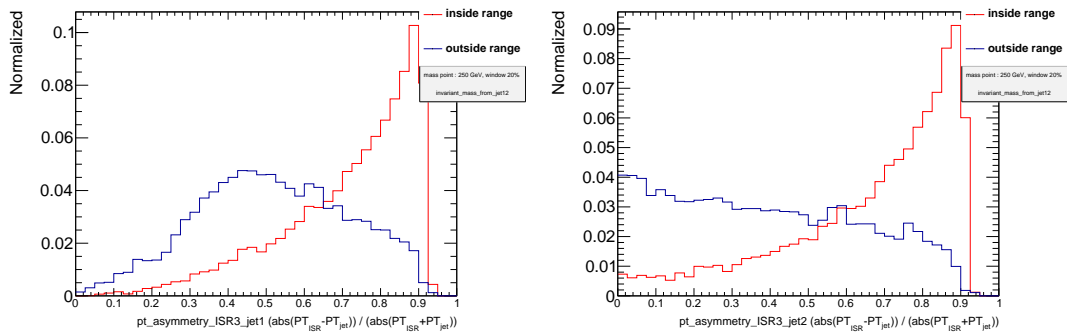 Normalized
0.1
0.08
0.06
0.04
0.02
0
0 0.1 0.2 0.3 0.4 0.5 0.6 0.7 0.8 0.9 1
pt_asymmetry_ISR3_jet1 (abs(PT_ISR-PT_jet)) / (abs(PT_ISR+PT_jet))
inside range
outside range
mass point : 250 GeV, window 20%
invariant_mass_from_jet12
Normalized
0.09
0.08
0.07
0.06
0.05
0.04
0.03
0.02
0.01
0
0 0.1 0.2 0.3 0.4 0.5 0.6 0.7 0.8 0.9 1
pt_asymmetry_ISR3_jet2 (abs(PT_ISR-PT_jet)) / (abs(PT_ISR+PT_jet))
inside range
outside range
mass point : 250 GeV, window 20%
invariant_mass_from_jet12